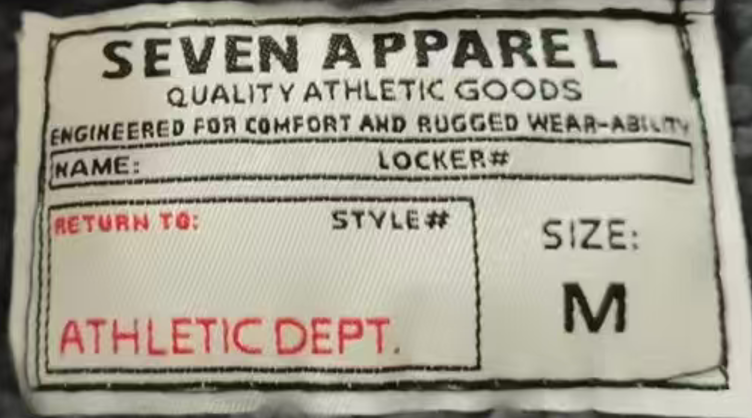 SEVEN APPAREL
QUALITY ATHLETIC GOODS
ENGINEERED FOR COMFORT AND RUGGED WEAR-ABILITY
NAME: LOCKER#
RETURN TO: STYLE#
SIZE:
M
ATHLETIC DEPT.